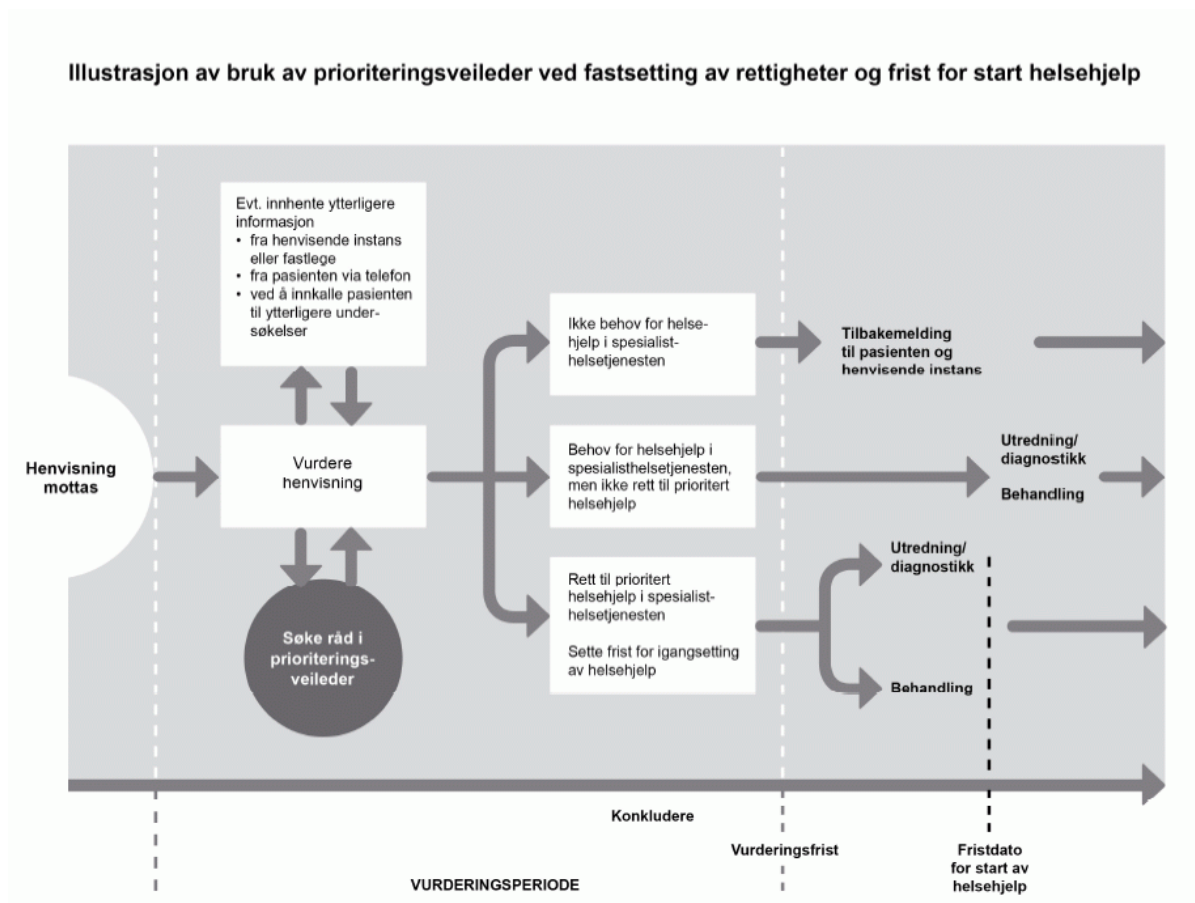 Illustrasjon av bruk av prioriteringsveileder ved fastsetting av rettigheter og frist for start helsehjelp
Henvisning
mottas
Evt. innhente ytterligere
informasjon
• fra henvisende instans
eller fastlege
• fra pasienten via telefon
• ved å innkalle pasienten
til ytterligere under-
søkelser
Vurdere
henvisning
Søke råd i
prioriterings-
veileder
Ikke behov for helse-
hjelp i spesialist-
helsetjenesten
Tilbakemelding
til pasienten og
henvisende instans
Behov for helsehjelp i
spesialisthelsetjenesten,
men ikke rett til prioritert
helsehjelp
Utredning/
diagnostikk
Behandling
Rett til prioritert
helsehjelp i spesialist-
helsetjenesten
Sette frist for igangsetting
av helsehjelp
Utredning/
diagnostikk
Behandling
Konkludere
Vurderingsfrist
Fristdato
for start av
helsehjelp
VURDERINGSPERIODE